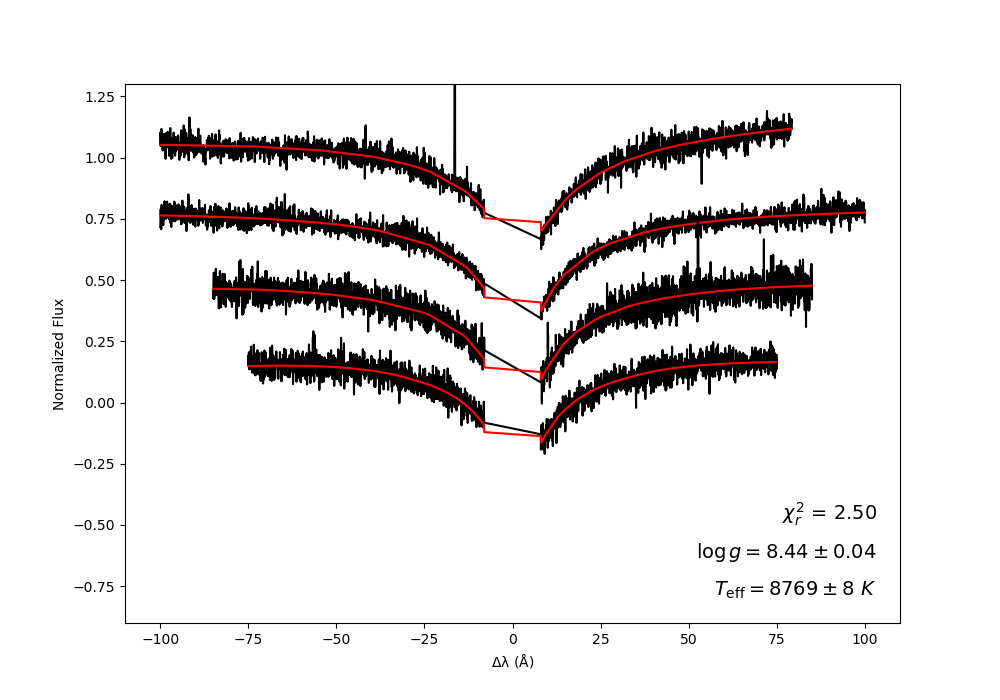 1.25
1.00
0.75
0.50
0.25
0.00
−0.25
−0.50
−0.75
Normalized Flux
χ²ᵣ = 2.50
log g = 8.44 ± 0.04
T_eff = 8769 ± 8 K
−100 −75 −50 −25 0 25 50 75 100
Δλ (Å)